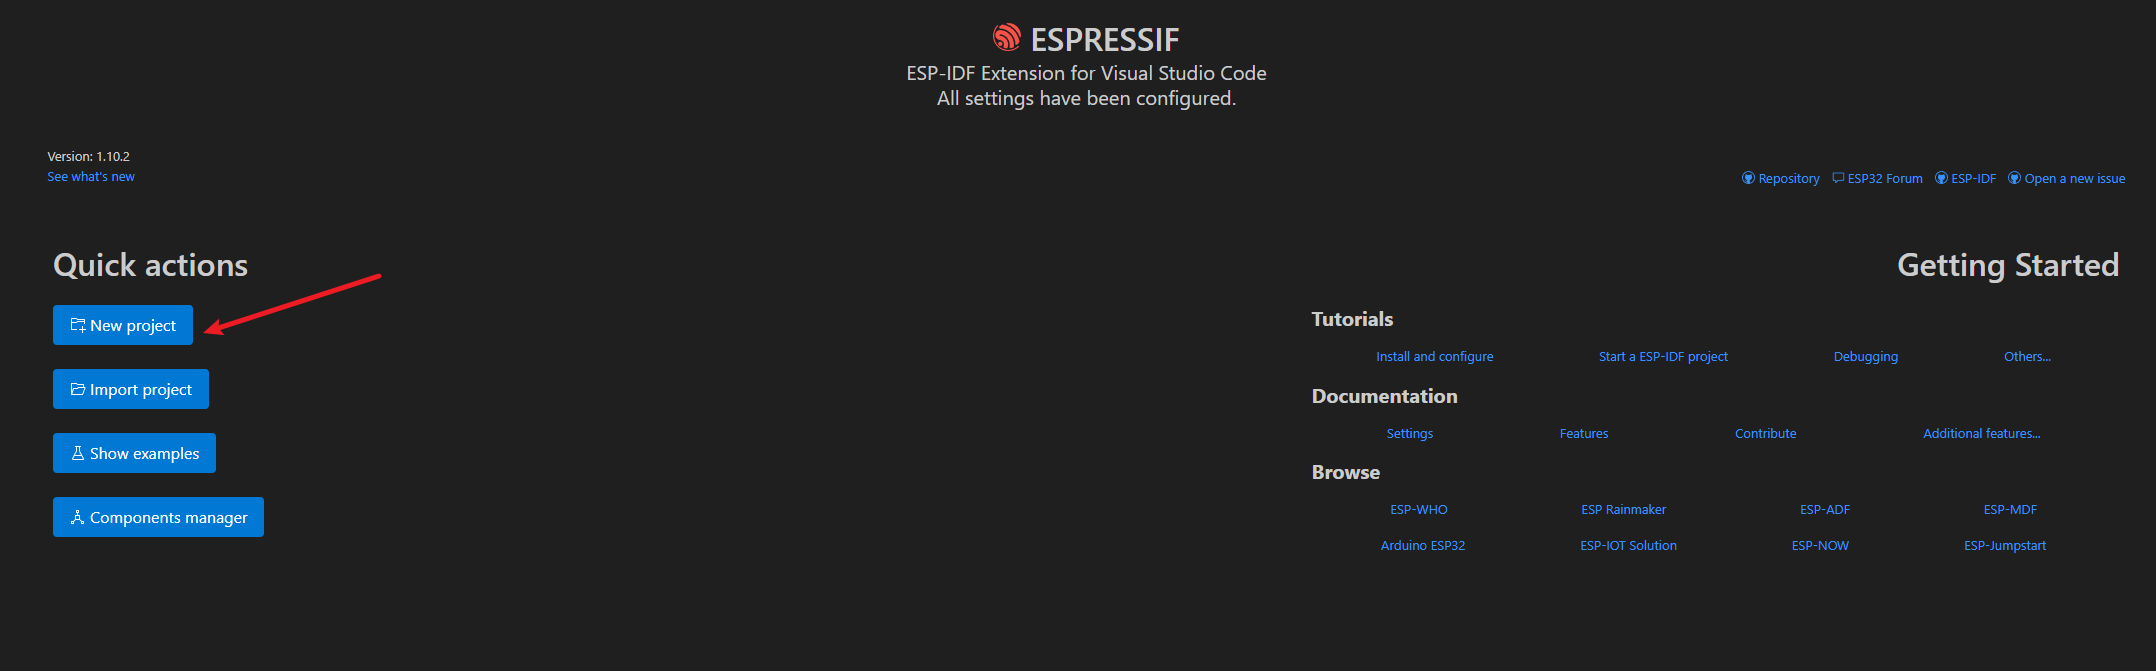 ESPRESSIF
ESP-IDF Extension for Visual Studio Code
All settings have been configured.
Version: 1.10.2
See what's new
Repository ESP32 Forum ESP-IDF Open a new issue
Quick actions
New project
Import project
Show examples
Components manager
Getting Started
Tutorials
Install and configure Start a ESP-IDF project Debugging Others...
Documentation
Settings Features Contribute Additional features...
Browse
ESP-WHO ESP Rainmaker ESP-ADF ESP-MDF
Arduino ESP32 ESP-IOT Solution ESP-NOW ESP-Jumpstart